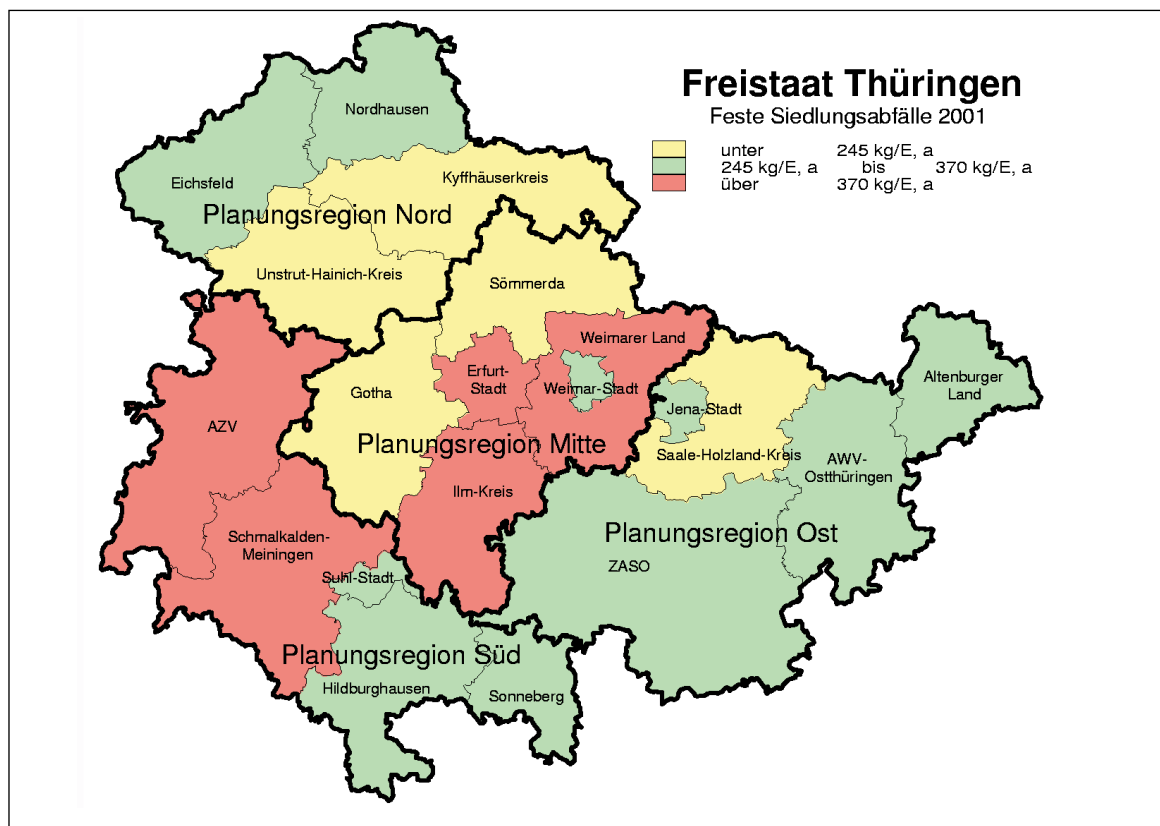 Freistaat Thüringen
Feste Siedlungsabfälle 2001
unter 245 kg/E, a
245 kg/E, a bis 370 kg/E, a
über 370 kg/E, a
Nordhausen
Eichsfeld
Kyffhäuserkreis
Planungsregion Nord
Unstrut-Hainich-Kreis
Sömmerda
Weimarer Land
Erfurt-
Stadt
Weimar-Stadt
Gotha
Jena-Stadt
Altenburger
Land
AZV
Planungsregion Mitte
Saale-Holzland-Kreis
AWV-
Ostthüringen
Ilm-Kreis
Schmalkalden-
Meiningen
Planungsregion Ost
ZASO
Suhl-Stadt
Planungsregion Süd
Hildburghausen
Sonneberg